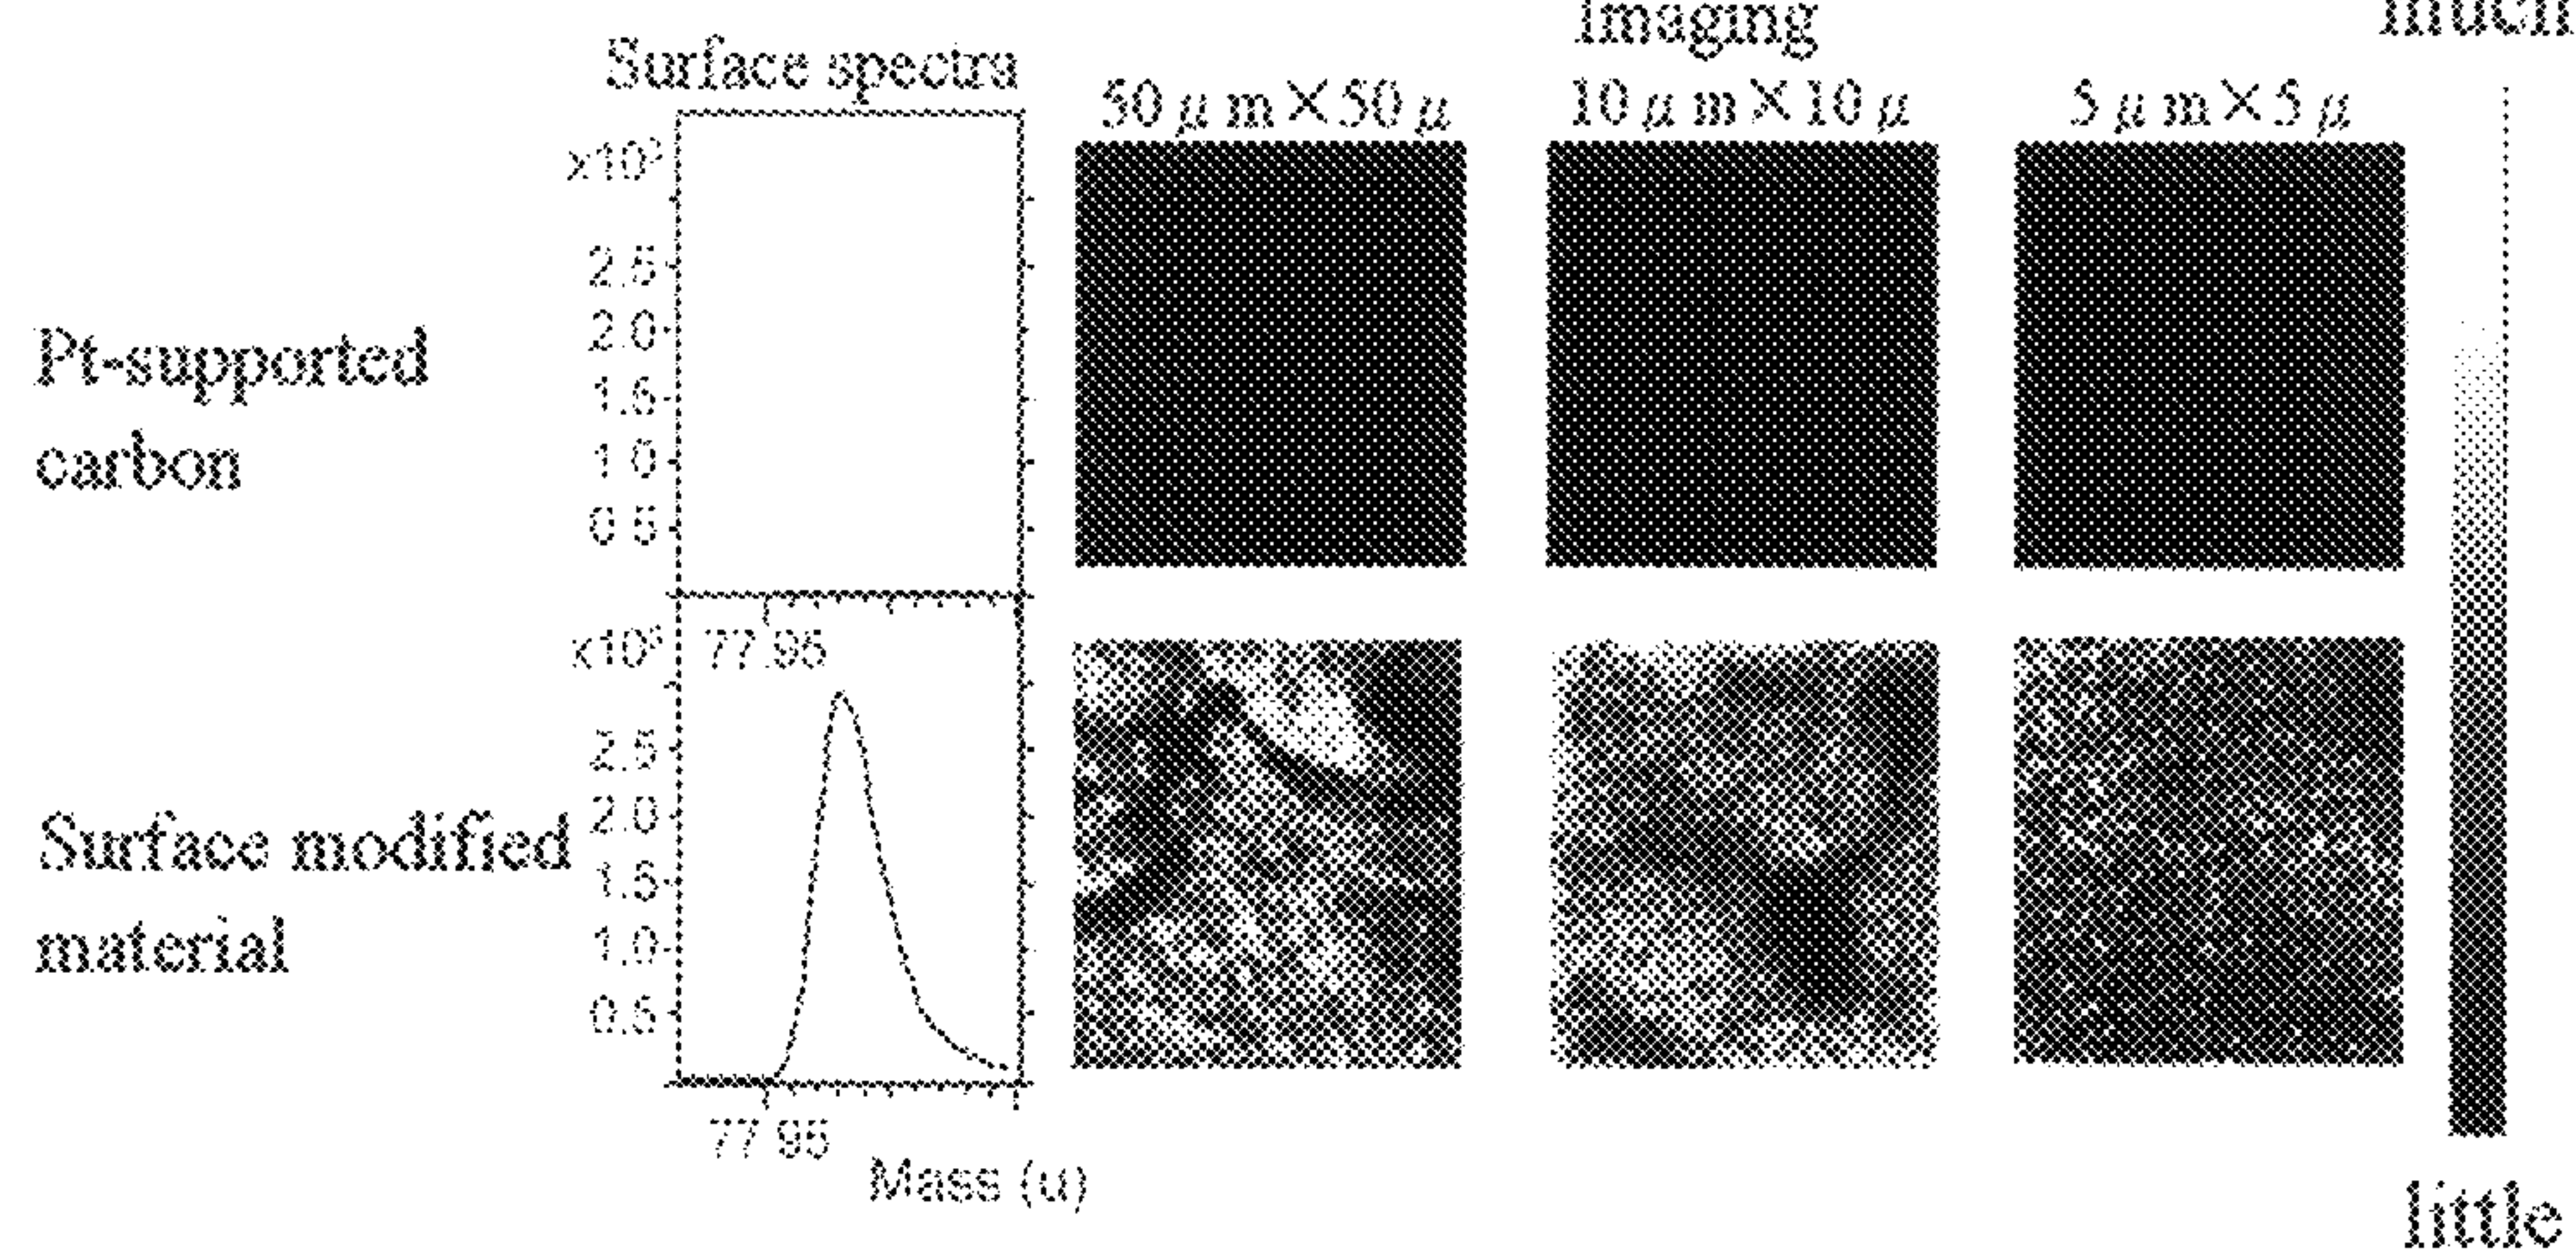 Imaging
much
Surface spectra
50 μ m×50 μ
10 μ m×10 μ
5 μ m×5 μ
2.5
2.0
1.5
1 0
0 5
Pt-supported
carbon
77.95
2.5
2.0
1.5
1.0
0.5
Surface modified
material
77 95
Mass (u)
little